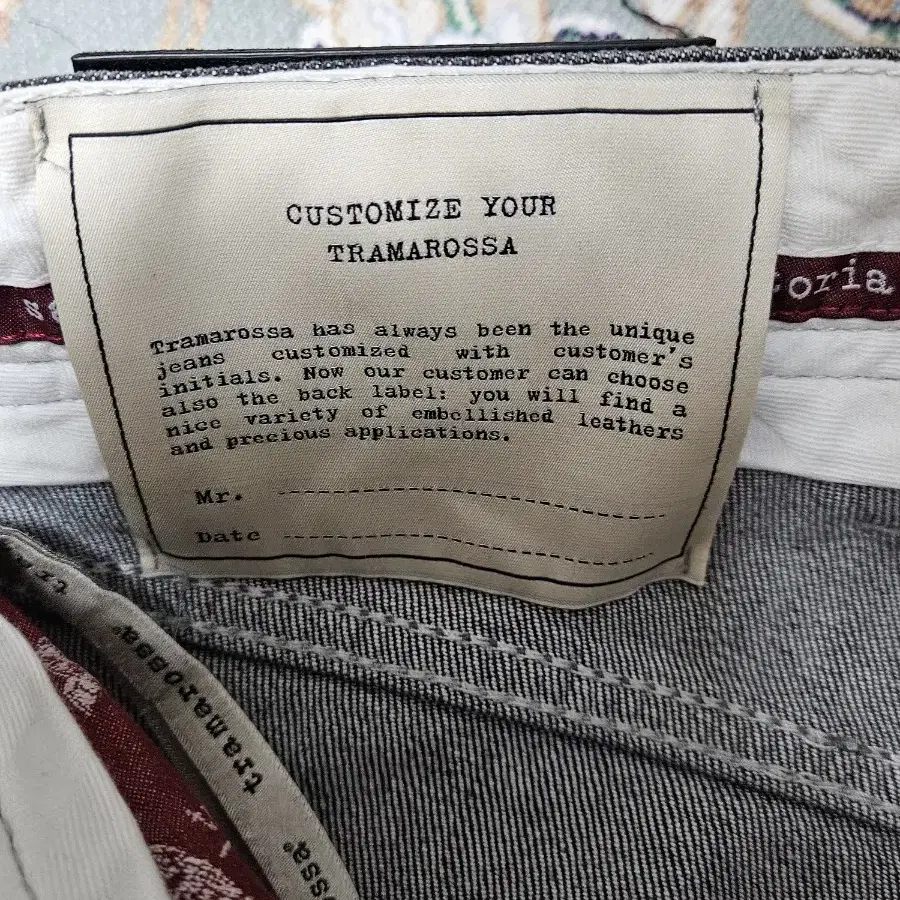 CUSTOMIZE YOUR
TRAMAROSSA
toria
Tramarossa has always been the unique
jeans customized with customer's
initials. Now our customer can choose
also the back label: you will find a
nice variety of embellished leathers
and precious applications.
Mr.
Date
tramarossa®
ossa®